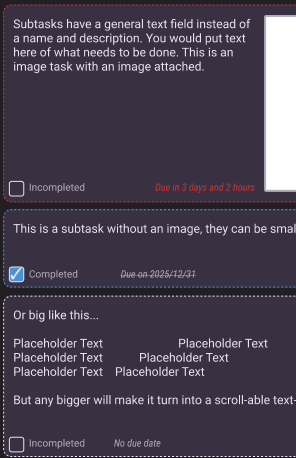 Subtasks have a general text field instead of
a name and description. You would put text
here of what needs to be done. This is an
image task with an image attached.
Incompleted Due in 3 days and 2 hours
This is a subtask without an image, they can be
Completed Due on 2025/12/31
Or big like this...
Placeholder Text Placeholder Text
Placeholder Text Placeholder Text
Placeholder Text Placeholder Text
But any bigger will make it turn into a scroll-able text-
Incompleted No due date